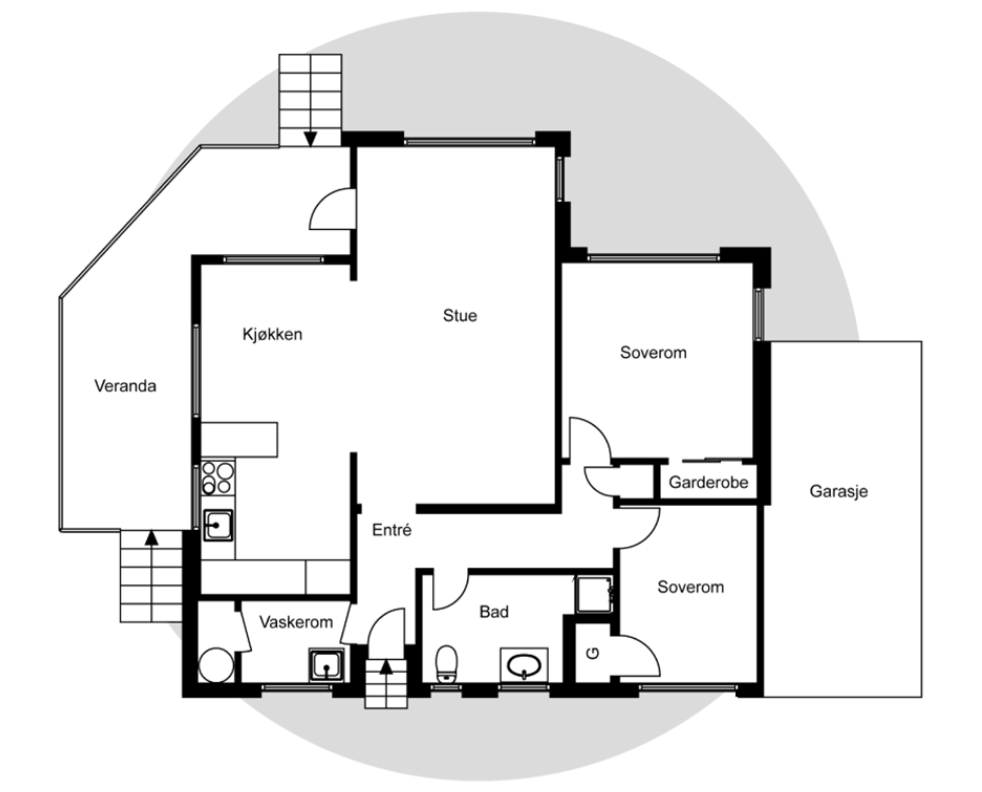 Stue
Kjøkken
Soverom
Veranda
Garderobe
Garasje
Entré
Soverom
Bad
Vaskerom
G